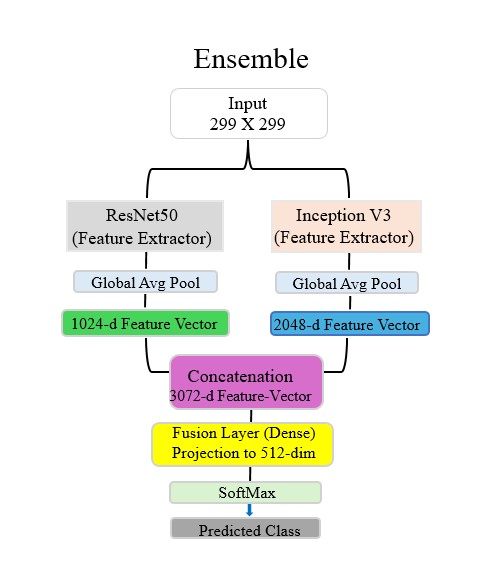 Ensemble
Input
299 X 299
ResNet50
(Feature Extractor)
Inception V3
(Feature Extractor)
Global Avg Pool
Global Avg Pool
1024-d Feature Vector
2048-d Feature Vector
Concatenation
3072-d Feature-Vector
Fusion Layer (Dense)
Projection to 512-dim
SoftMax
Predicted Class